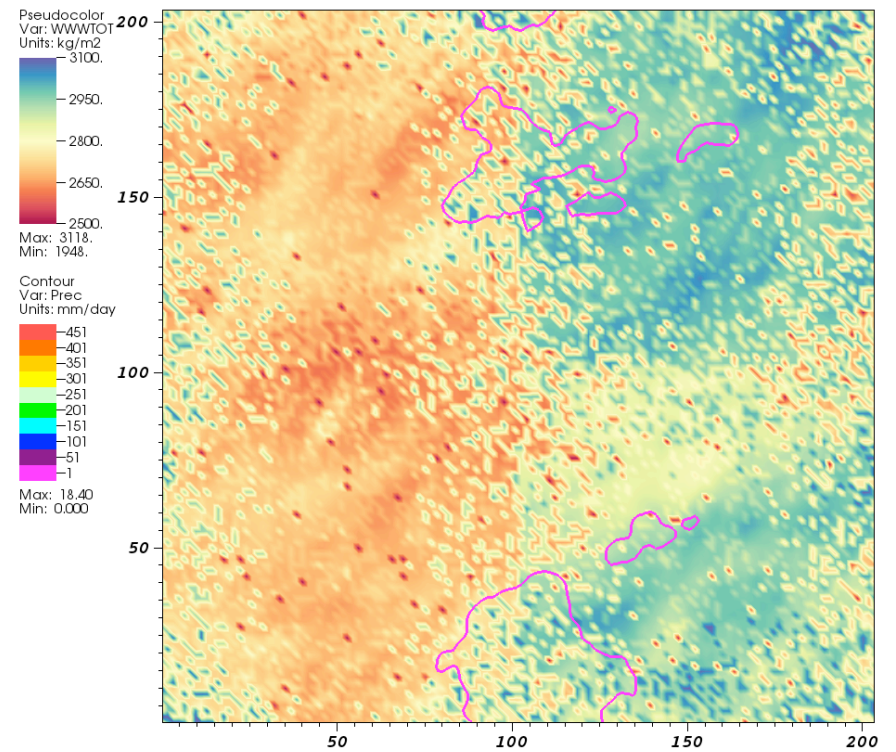 Pseudocolor
Var: WWWTOT
Units: kg/m2
3100.
2950.
2800.
2650.
2500.
Max: 3118.
Min: 1948.
Contour
Var: Prec
Units: mm/day
451
401
351
301
251
201
151
101
51
1
Max: 18.40
Min: 0.000
200
150
100
50
50 100 150 200